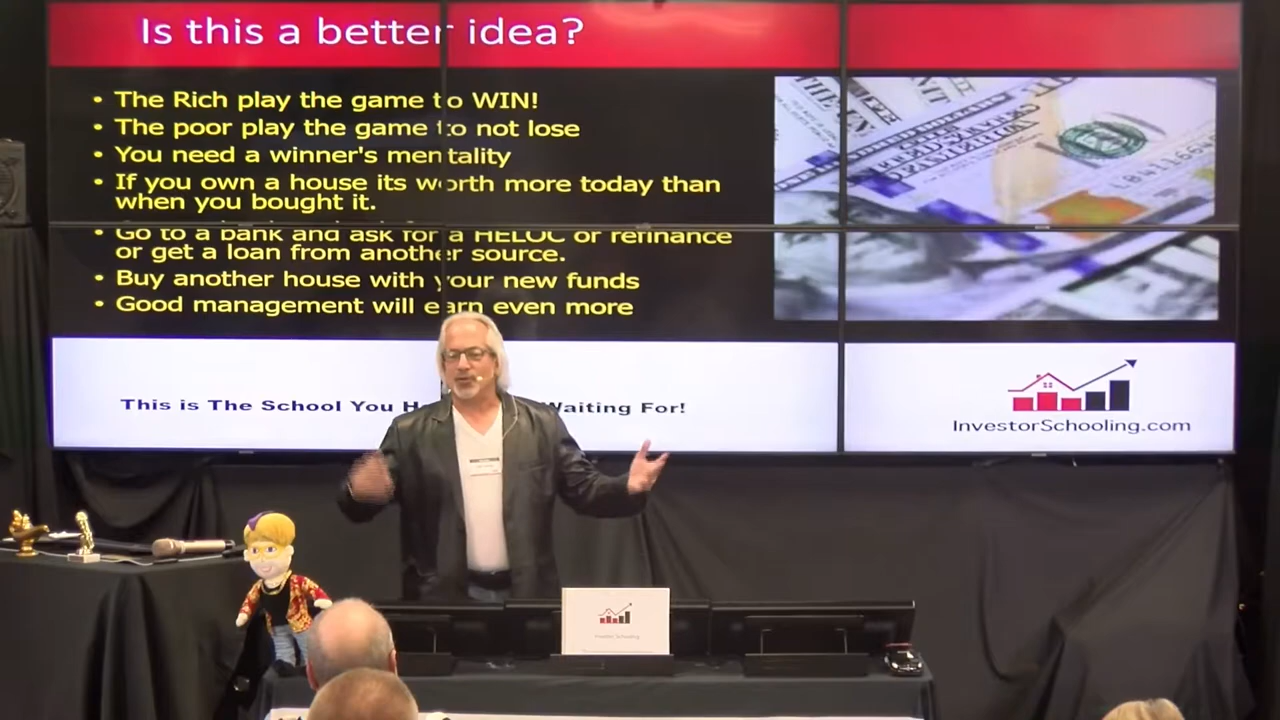 Is this a better idea?
• The Rich play the game to WIN!
• The poor play the game to not lose
• You need a winner's mentality
• If you own a house its worth more today than
when you bought it.
• Go to a bank and ask for a HELOC or refinance
or get a loan from another source.
• Buy another house with your new funds
• Good management will earn even more
This is The School You Waiting For!
InvestorSchooling.com
Investor Schooling